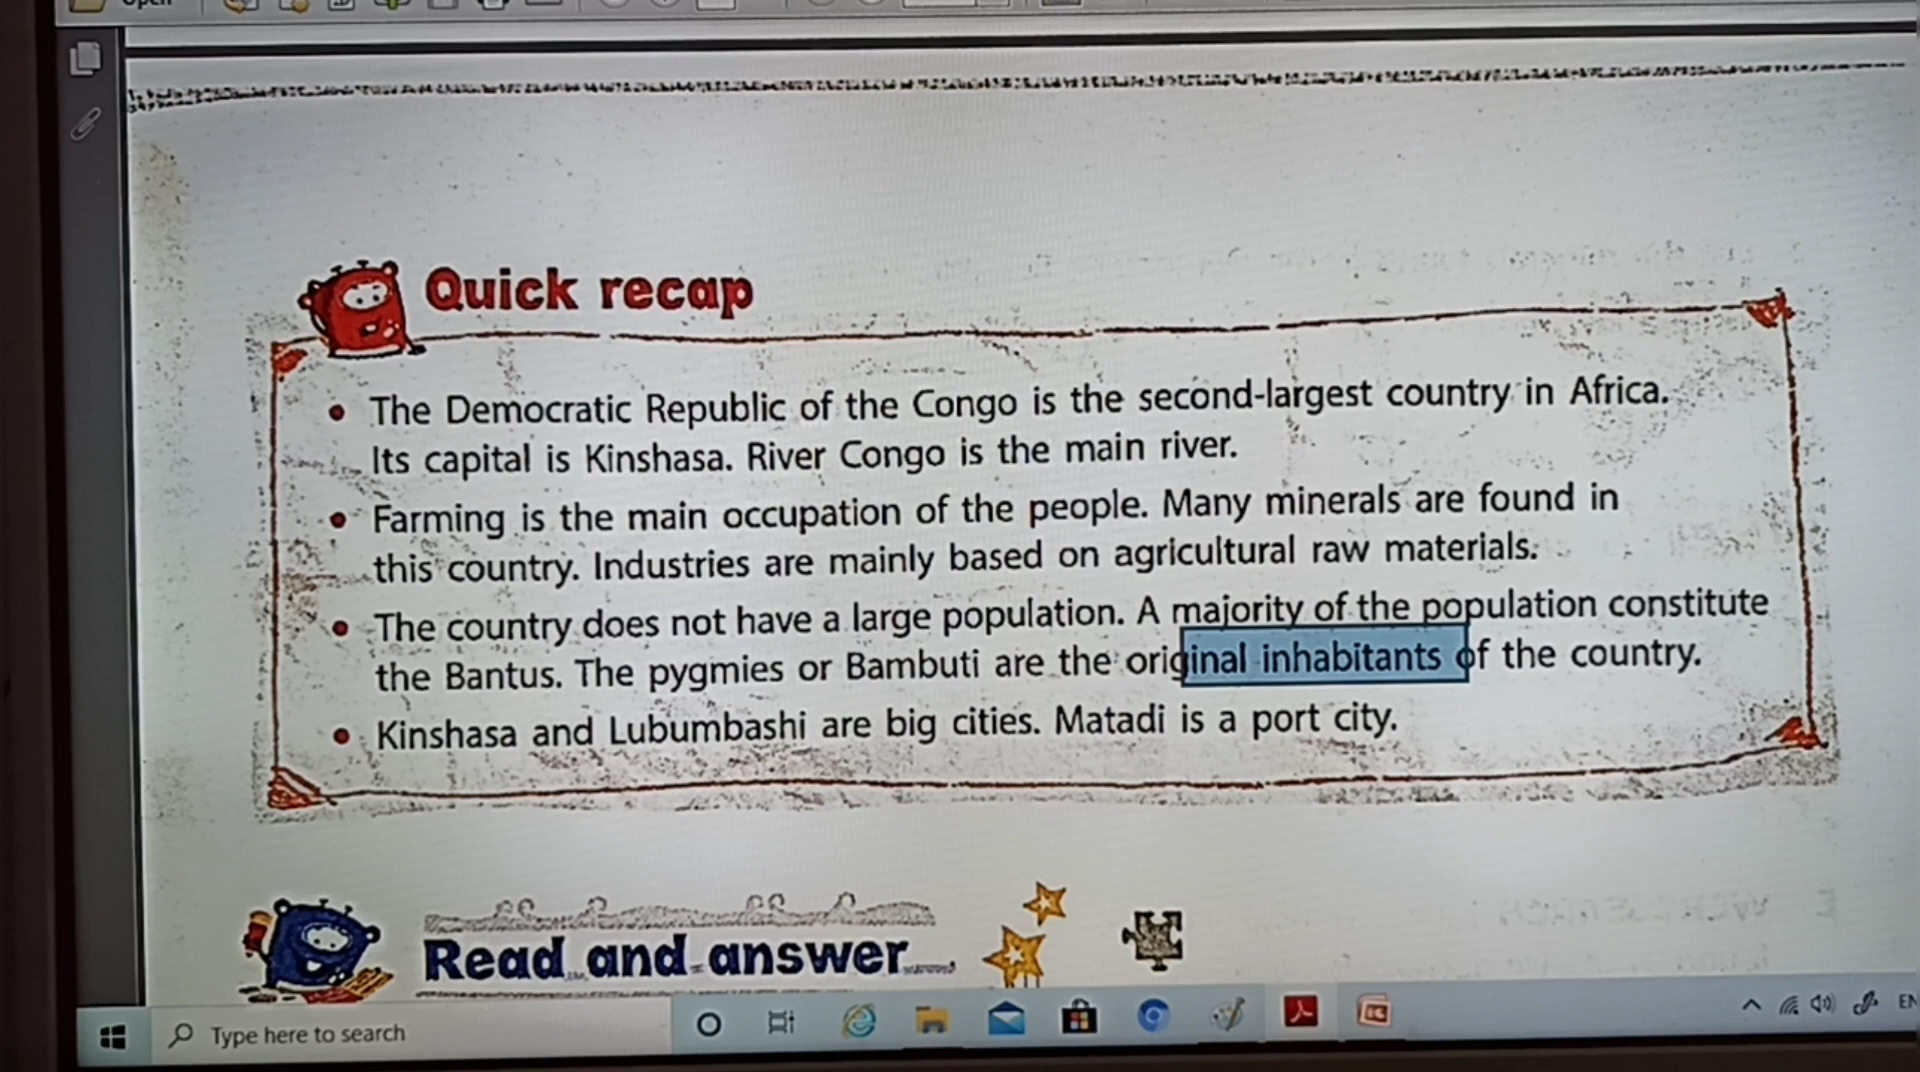 Open
Quick recap
• The Democratic Republic of the Congo is the second-largest country in Africa.
Its capital is Kinshasa. River Congo is the main river.
• Farming is the main occupation of the people. Many minerals are found in
this country. Industries are mainly based on agricultural raw materials.
• The country does not have a large population. A majority of the population constitute
the Bantus. The pygmies or Bambuti are the original inhabitants of the country.
• Kinshasa and Lubumbashi are big cities. Matadi is a port city.
Read and answer
Type here to search